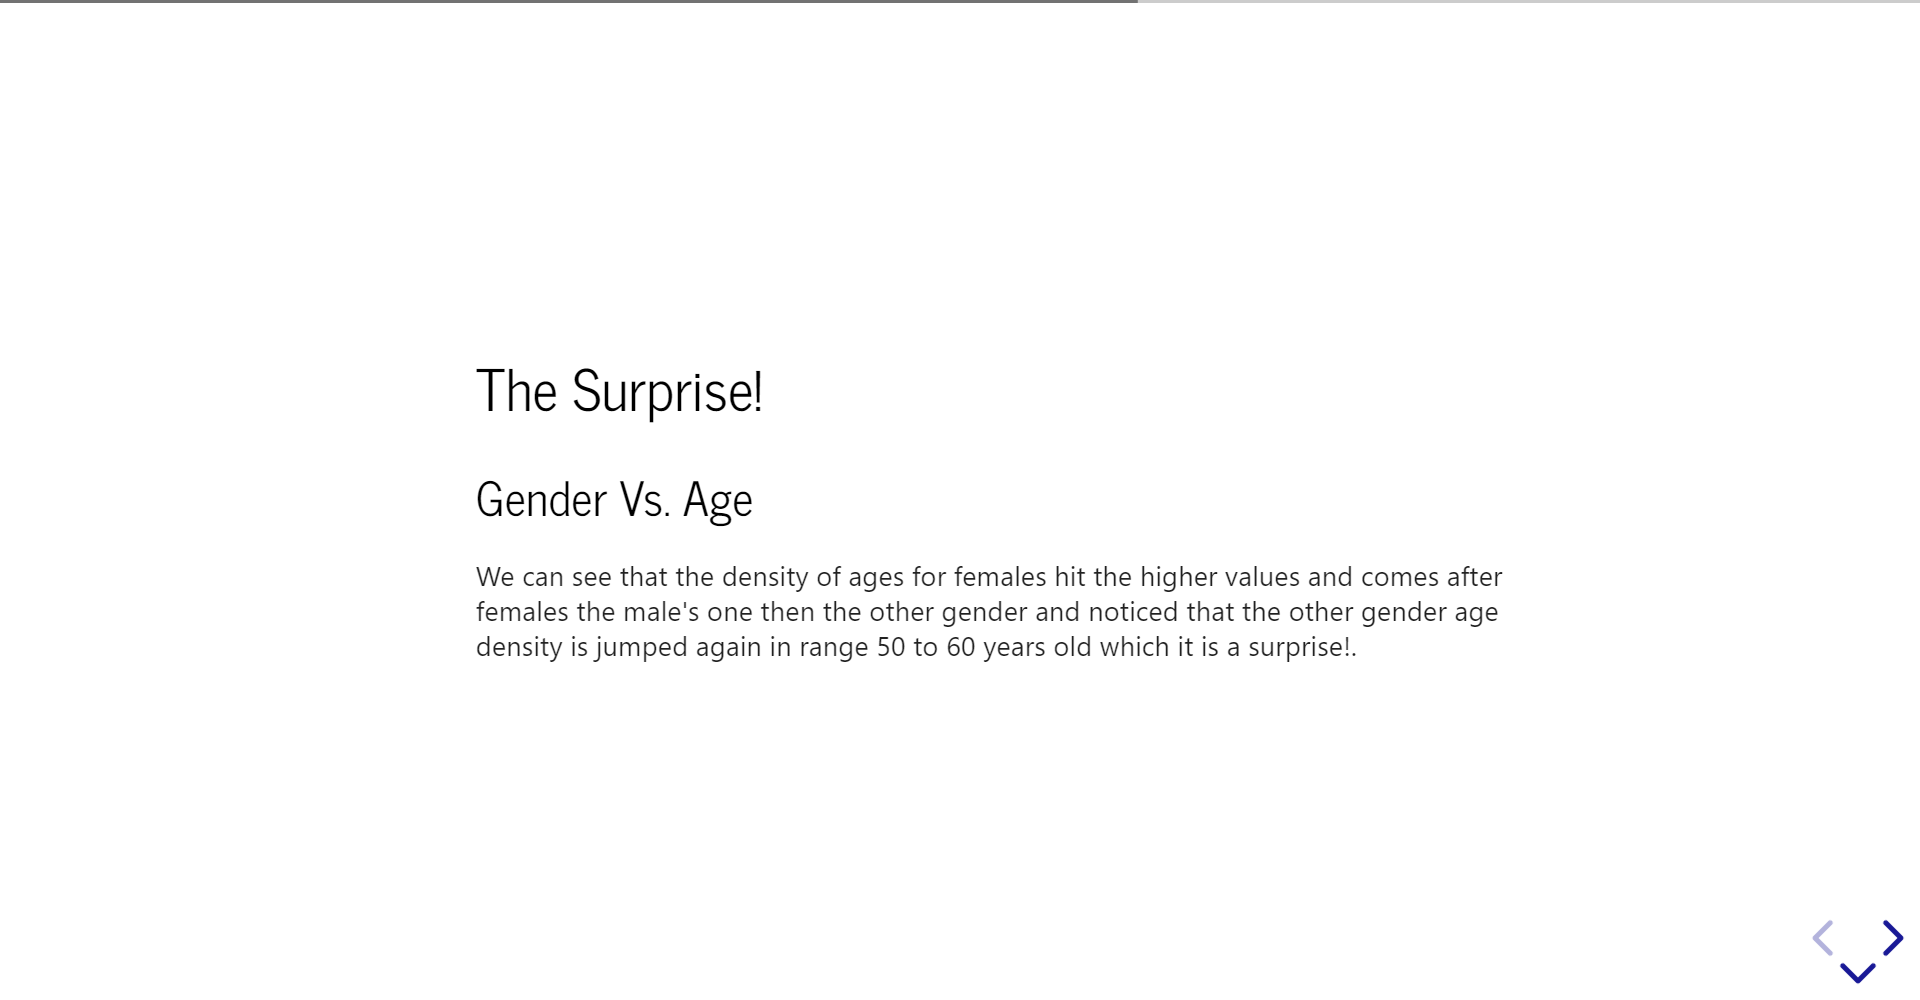 The Surprise!
Gender Vs. Age
We can see that the density of ages for females hit the higher values and comes after
females the male's one then the other gender and noticed that the other gender age
density is jumped again in range 50 to 60 years old which it is a surprise!.